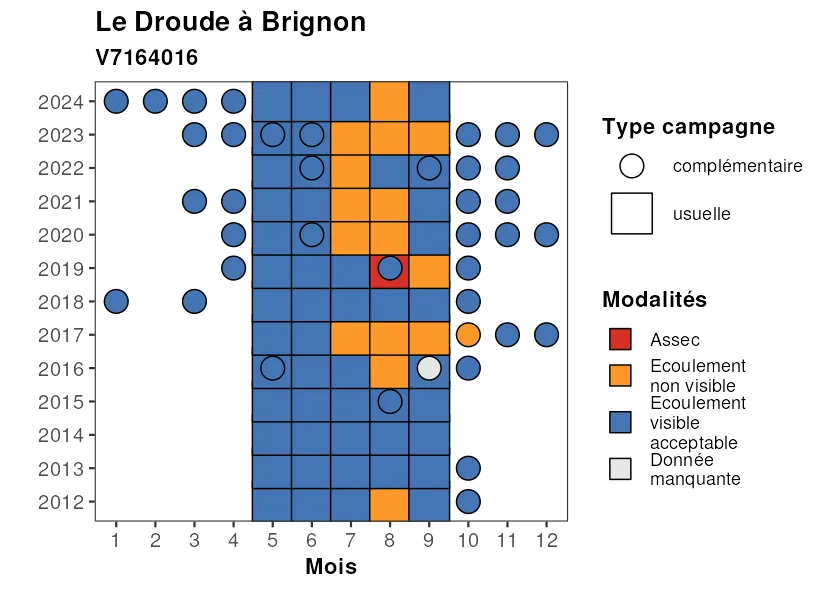 Le Droude à Brignon
V7164016
2024
2023
2022
2021
2020
2019
2018
2017
2016
2015
2014
2013
2012
1 2 3 4 5 6 7 8 9 10 11 12
Mois
Type campagne
complémentaire
usuelle
Modalités
Assec
Ecoulement
non visible
Ecoulement
visible
acceptable
Donnée
manquante